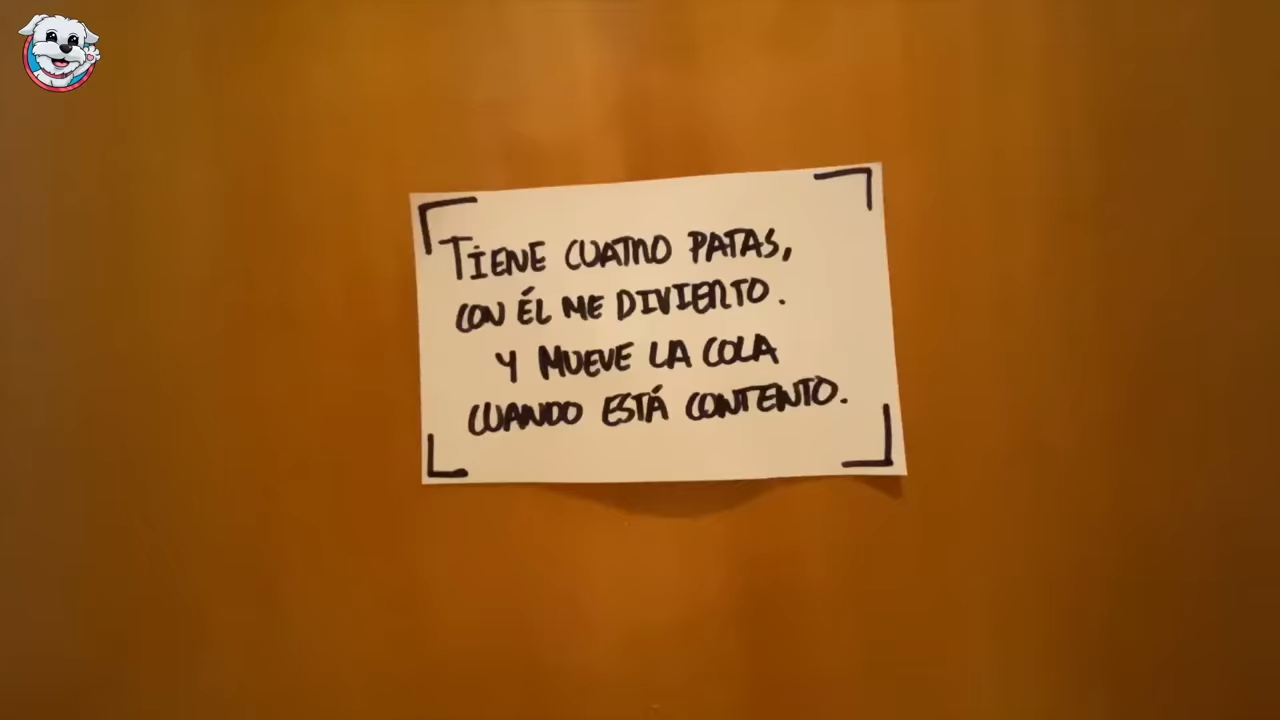 TIENE CUATRO PATAS,
CON ÉL ME DIVIERTO.
Y MUEVE LA COLA
CUANDO ESTÁ CONTENTO.